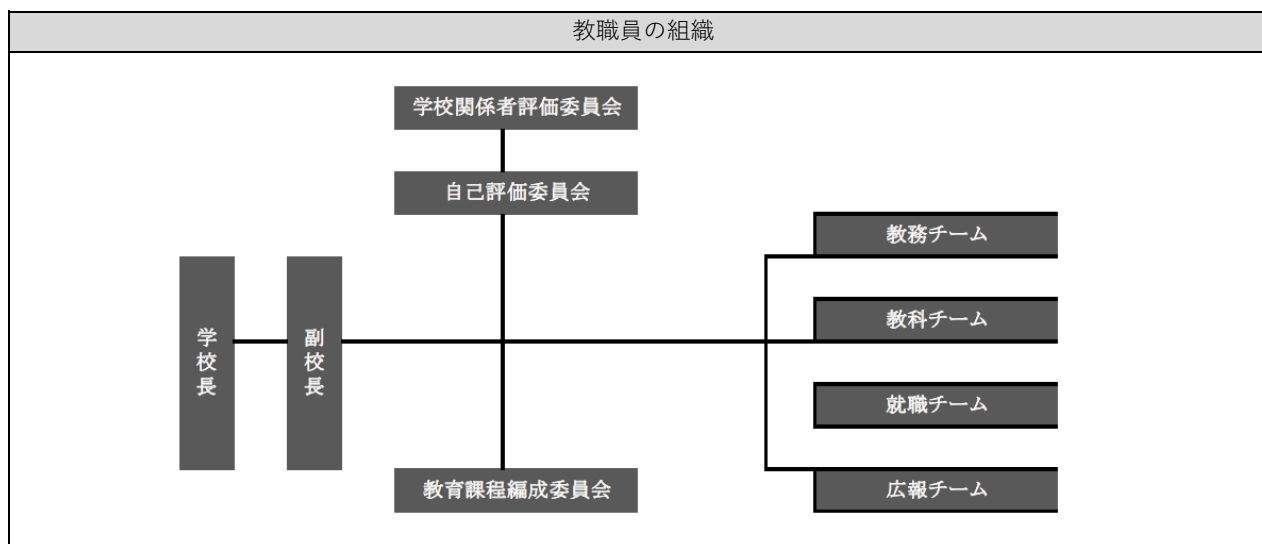 教職員の組織
学校関係者評価委員会
自己評価委員会
学校長
副校長
教務チーム
教科チーム
就職チーム
広報チーム
教育課程編成委員会